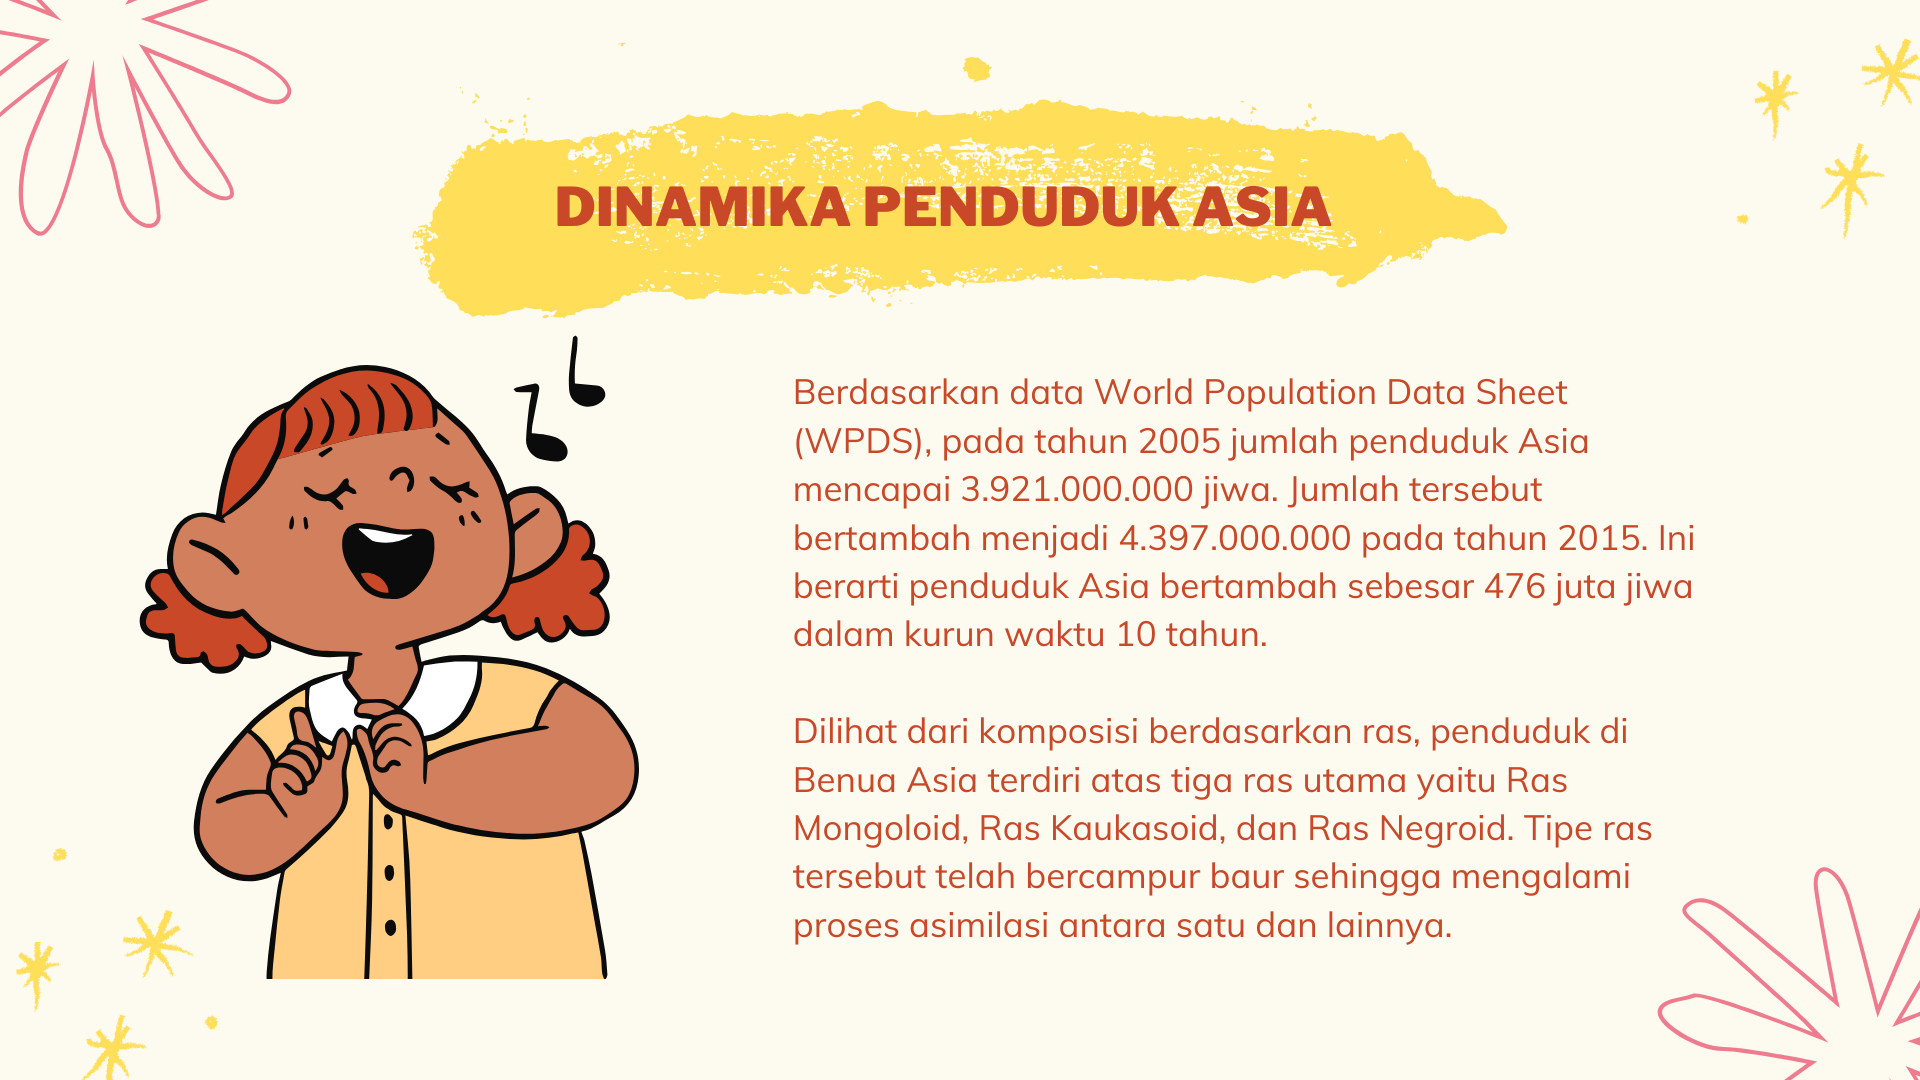 DINAMIKA PENDUDUK ASIA
Berdasarkan data World Population Data Sheet
(WPDS), pada tahun 2005 jumlah penduduk Asia
mencapai 3.921.000.000 jiwa. Jumlah tersebut
bertambah menjadi 4.397.000.000 pada tahun 2015. Ini
berarti penduduk Asia bertambah sebesar 476 juta jiwa
dalam kurun waktu 10 tahun.
Dilihat dari komposisi berdasarkan ras, penduduk di
Benua Asia terdiri atas tiga ras utama yaitu Ras
Mongoloid, Ras Kaukasoid, dan Ras Negroid. Tipe ras
tersebut telah bercampur baur sehingga mengalami
proses asimilasi antara satu dan lainnya.